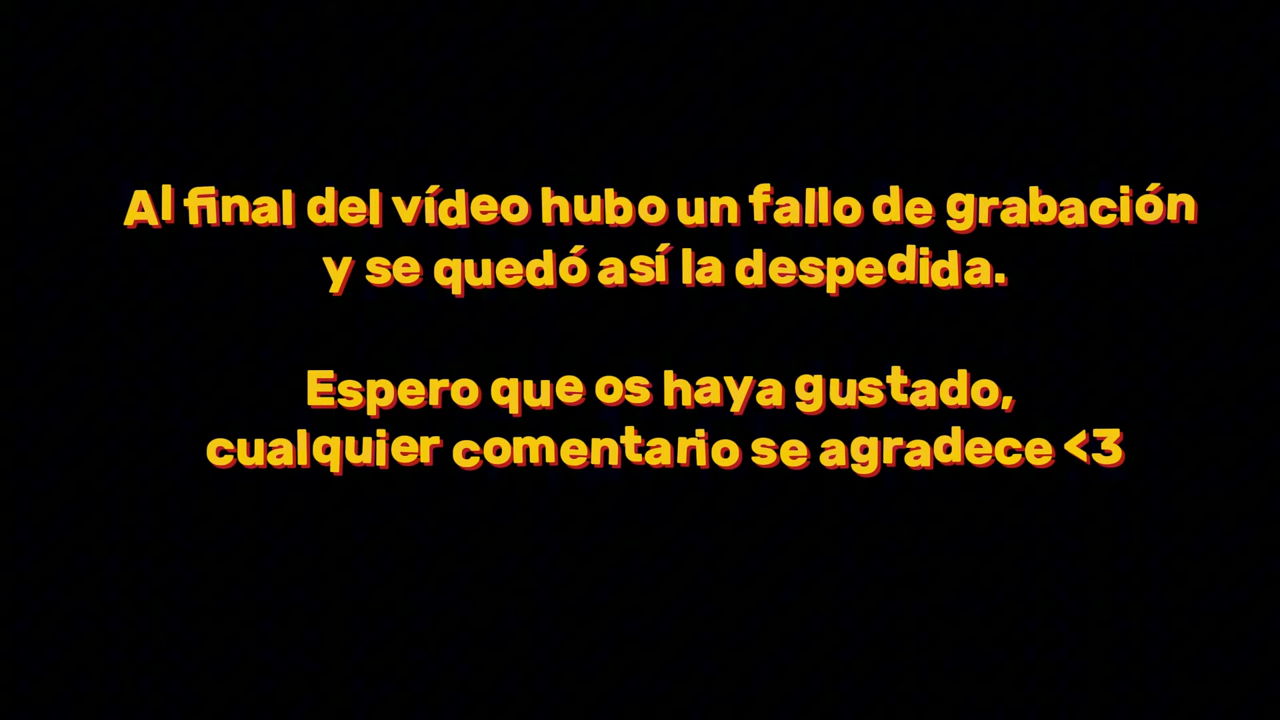 Al final del vídeo hubo un fallo de grabación
y se quedó así la despedida.
Espero que os haya gustado,
cualquier comentario se agradece <3